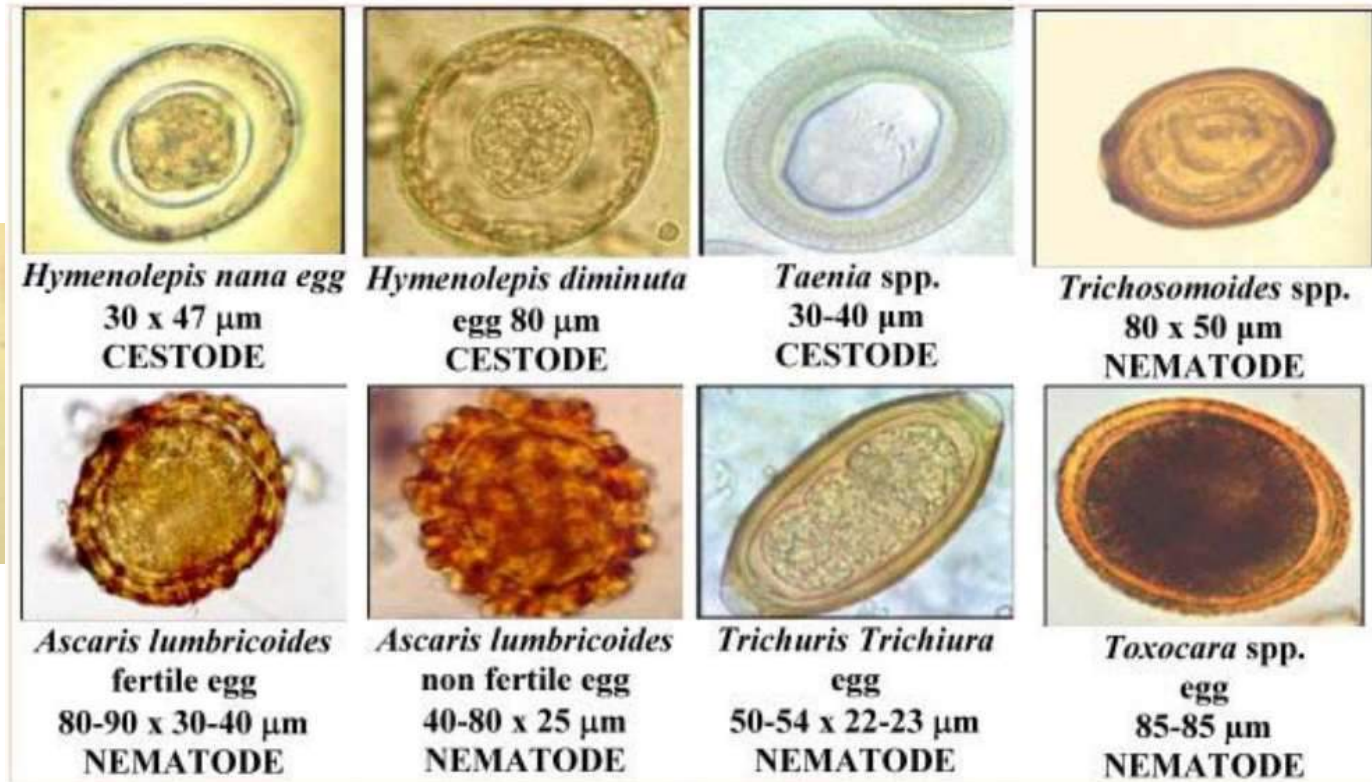 Hymenolepis nana egg
30 x 47 µm
CESTODE
Hymenolepis diminuta
egg 80 µm
CESTODE
Taenia spp.
30-40 µm
CESTODE
Trichosomoides spp.
80 x 50 µm
NEMATODE
Ascaris lumbricoides
fertile egg
80-90 x 30-40 µm
NEMATODE
Ascaris lumbricoides
non fertile egg
40-80 x 25 µm
NEMATODE
Trichuris Trichiura
egg
50-54 x 22-23 µm
NEMATODE
Toxocara spp.
egg
85-85 µm
NEMATODE